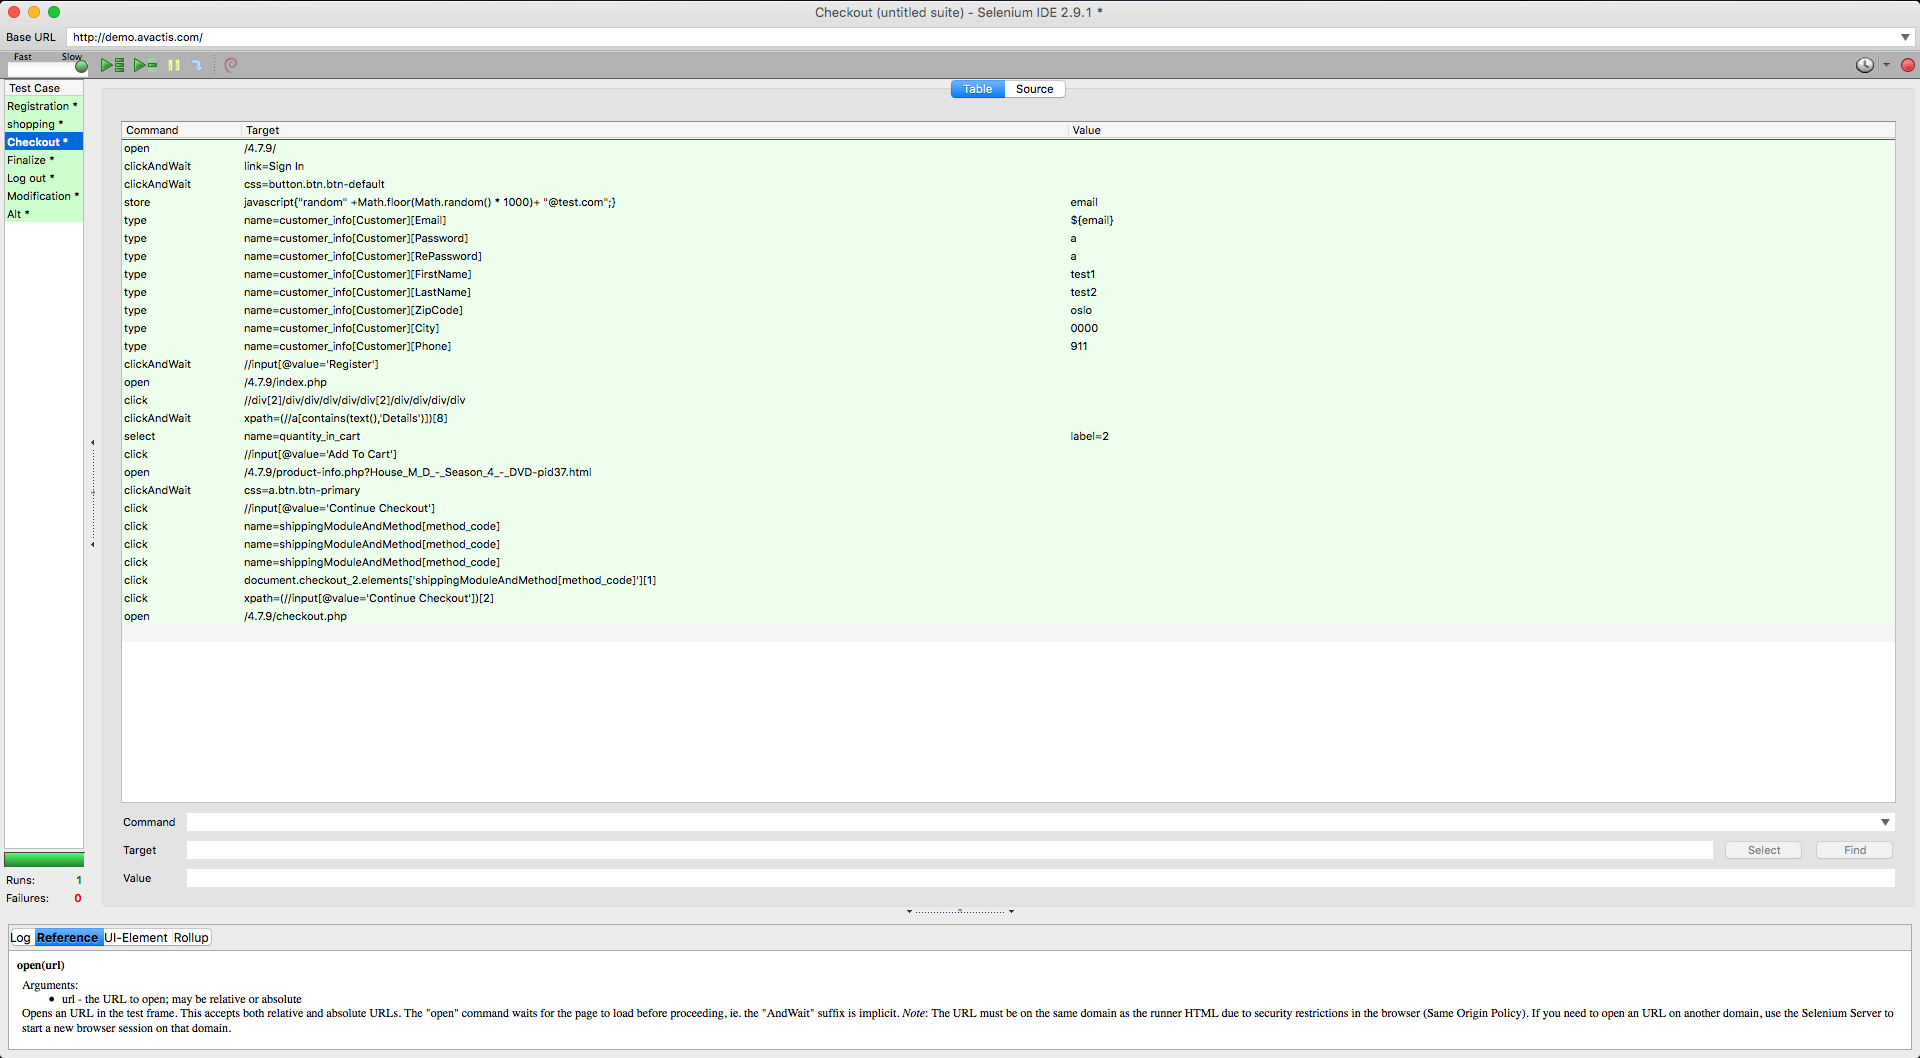 Checkout (untitled suite) - Selenium IDE 2.9.1 *
Base URL http://demo.avactis.com/
Fast Slow
Test Case
Registration *
shopping *
Checkout *
Finalize *
Log out *
Modification *
Alt *
Table Source
Command Target Value
open /4.7.9/
clickAndWait link=Sign In
clickAndWait css=button.btn.btn-default
store javascript{"random" +Math.floor(Math.random() * 1000)+ "@test.com";} email
type name=customer_info[Customer][Email] ${email}
type name=customer_info[Customer][Password] a
type name=customer_info[Customer][RePassword] a
type name=customer_info[Customer][FirstName] test1
type name=customer_info[Customer][LastName] test2
type name=customer_info[Customer][ZipCode] oslo
type name=customer_info[Customer][City] 0000
type name=customer_info[Customer][Phone] 911
clickAndWait //input[@value='Register']
open /4.7.9/index.php
click //div[2]/div/div/div/div/div[2]/div/div/div/div
clickAndWait xpath=(//a[contains(text(),'Details')])[8]
select name=quantity_in_cart label=2
click //input[@value='Add To Cart']
open /4.7.9/product-info.php?House_M_D_-_Season_4_-_DVD-pid37.html
clickAndWait css=a.btn.btn-primary
click //input[@value='Continue Checkout']
click name=shippingModuleAndMethod[method_code]
click name=shippingModuleAndMethod[method_code]
click name=shippingModuleAndMethod[method_code]
click document.checkout_2.elements['shippingModuleAndMethod[method_code]'][1]
click xpath=(//input[@value='Continue Checkout'])[2]
open /4.7.9/checkout.php
Command
Target Select Find
Value
Runs: 1
Failures: 0
Log Reference UI-Element Rollup
open(url)
Arguments:
• url - the URL to open; may be relative or absolute
Opens an URL in the test frame. This accepts both relative and absolute URLs. The "open" command waits for the page to load before proceeding, ie. the "AndWait" suffix is implicit. Note: The URL must be on the same domain as the runner HTML due to security restrictions in the browser (Same Origin Policy). If you need to open an URL on another domain, use the Selenium Server to
start a new browser session on that domain.